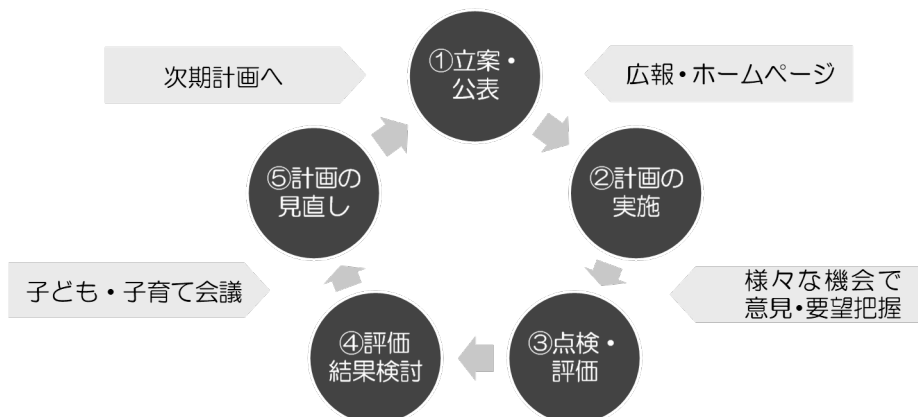 ①立案・
公表
次期計画へ
広報・ホームページ
⑤計画の
見直し
②計画の
実施
子ども・子育て会議
様々な機会で
意見・要望把握
④評価
結果検討
③点検・
評価